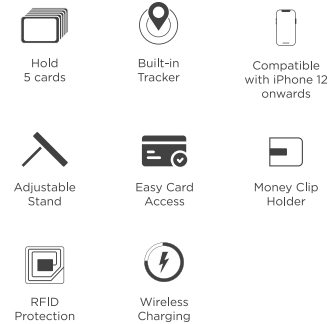 Hold
5 cards
Built-in
Tracker
Compatible
with iPhone 12
onwards
Adjustable
Stand
Easy Card
Access
Money Clip
Holder
RFID
Protection
Wireless
Charging